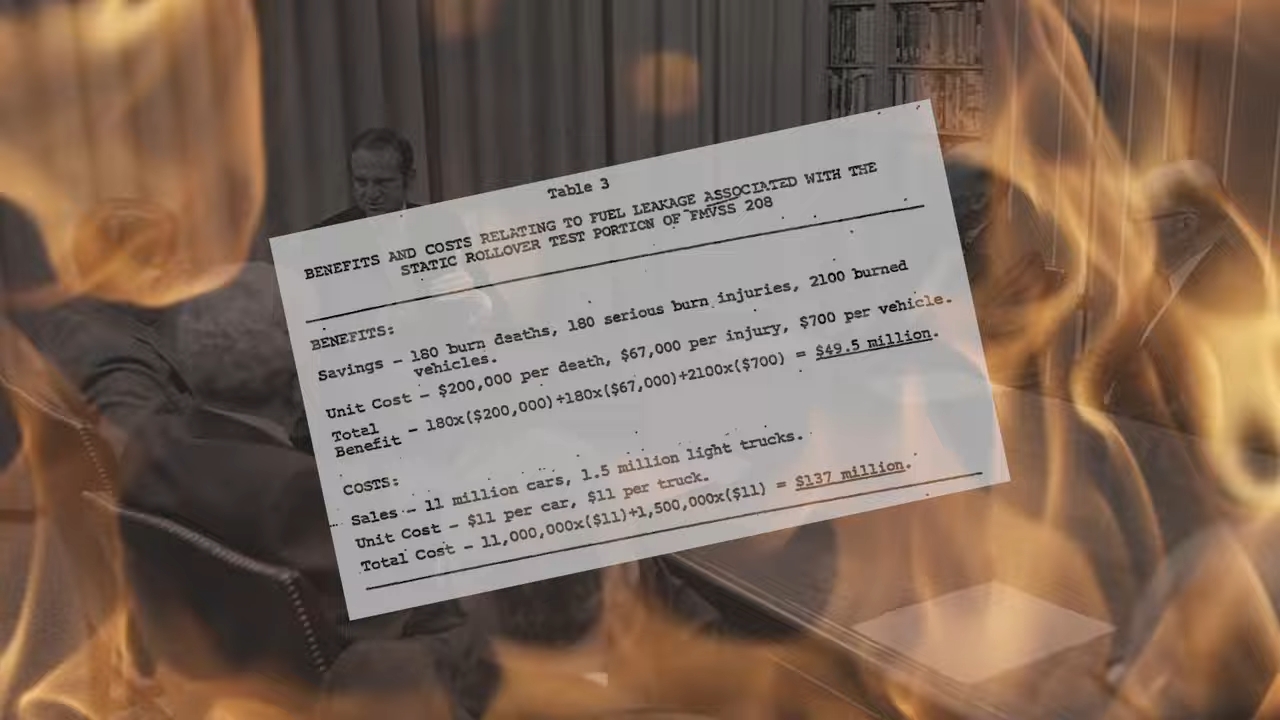 Table 3
BENEFITS AND COSTS RELATING TO FUEL LEAKAGE ASSOCIATED WITH THE
STATIC ROLLOVER TEST PORTION OF FMVSS 208
BENEFITS:
Savings - 180 burn deaths, 180 serious burn injuries, 2100 burned
vehicles.
Unit Cost - $200,000 per death, $67,000 per injury, $700 per vehicle.
Total
Benefit - 180x($200,000)+180x($67,000)+2100x($700) = $49.5 million.
COSTS:
Sales - 11 million cars, 1.5 million light trucks.
Unit Cost - $11 per car, $11 per truck.
Total Cost - 11,000,000x($11)+1,500,000x($11) = $137 million.